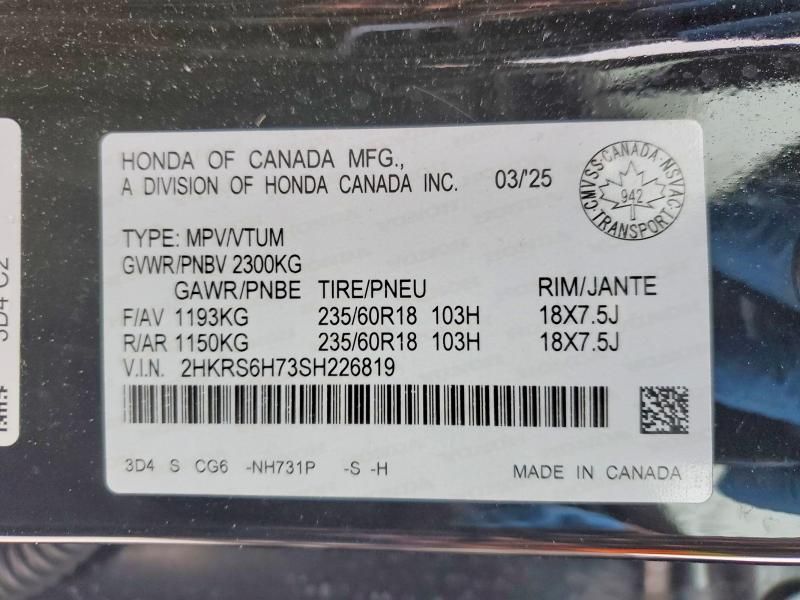 HONDA OF CANADA MFG.,
A DIVISION OF HONDA CANADA INC. 03/'25
CMVSS·CANADA·NSVAC·TRANSPORT·
942
TYPE: MPV/VTUM
GVWR/PNBV 2300KG
GAWR/PNBE TIRE/PNEU RIM/JANTE
F/AV 1193KG 235/60R18 103H 18X7.5J
R/AR 1150KG 235/60R18 103H 18X7.5J
V.I.N. 2HKRS6H73SH226819
3D4 S CG6 -NH731P -S -H MADE IN CANADA
3D4 C2